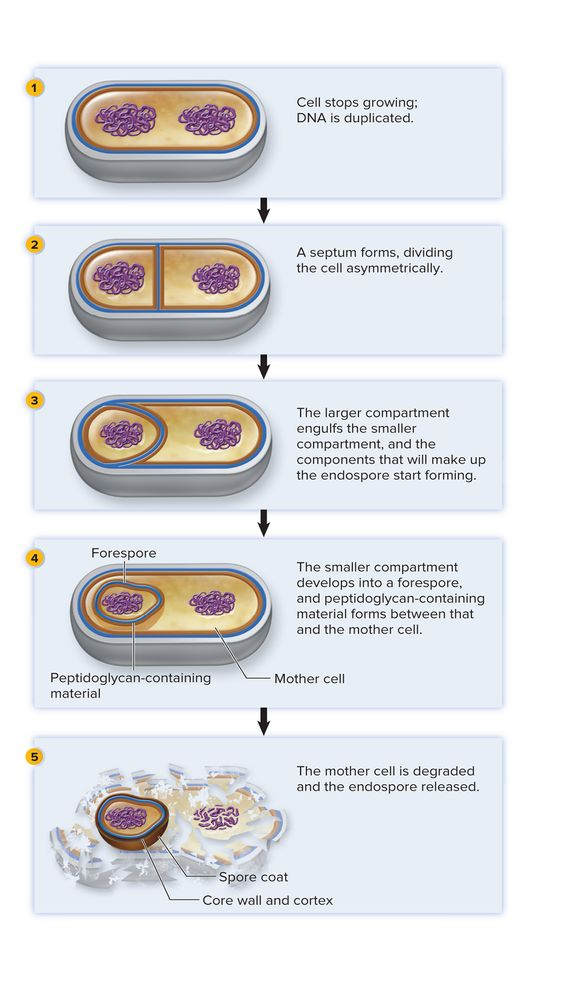 1
Cell stops growing;
DNA is duplicated.
2
A septum forms, dividing
the cell asymmetrically.
3
The larger compartment
engulfs the smaller
compartment, and the
components that will make up
the endospore start forming.
4
Forespore
The smaller compartment
develops into a forespore,
and peptidoglycan-containing
material forms between that
and the mother cell.
Peptidoglycan-containing
material
Mother cell
5
The mother cell is degraded
and the endospore released.
Spore coat
Core wall and cortex